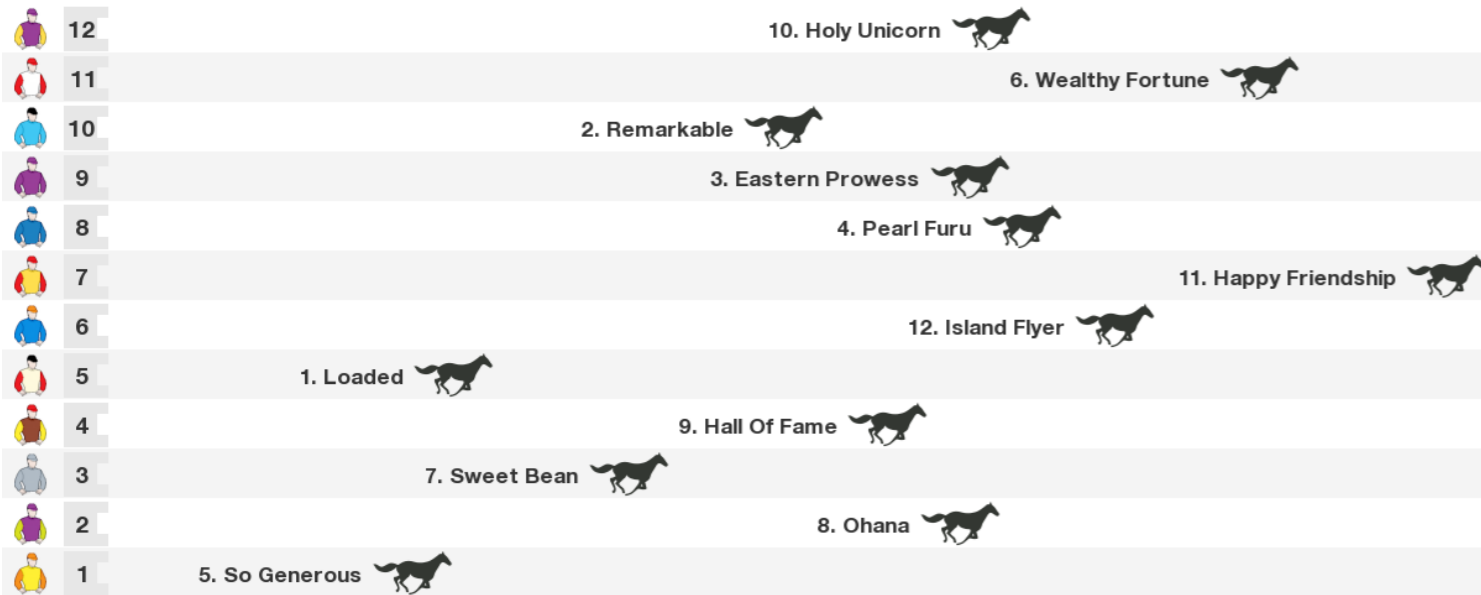 12 10. Holy Unicorn
11 6. Wealthy Fortune
10 2. Remarkable
9 3. Eastern Prowess
8 4. Pearl Furu
7 11. Happy Friendship
6 12. Island Flyer
5 1. Loaded
4 9. Hall Of Fame
3 7. Sweet Bean
2 8. Ohana
1 5. So Generous